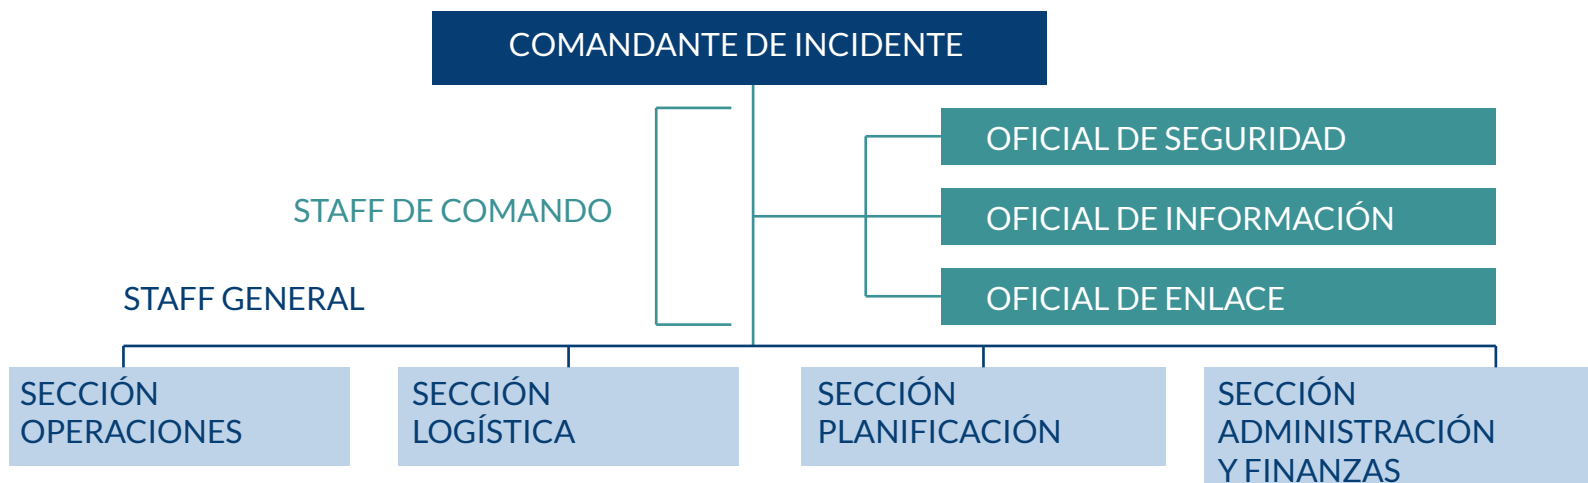 COMANDANTE DE INCIDENTE
OFICIAL DE SEGURIDAD
STAFF DE COMANDO
OFICIAL DE INFORMACIÓN
STAFF GENERAL
OFICIAL DE ENLACE
SECCIÓN
OPERACIONES
SECCIÓN
LOGÍSTICA
SECCIÓN
PLANIFICACIÓN
SECCIÓN
ADMINISTRACIÓN
Y FINANZAS